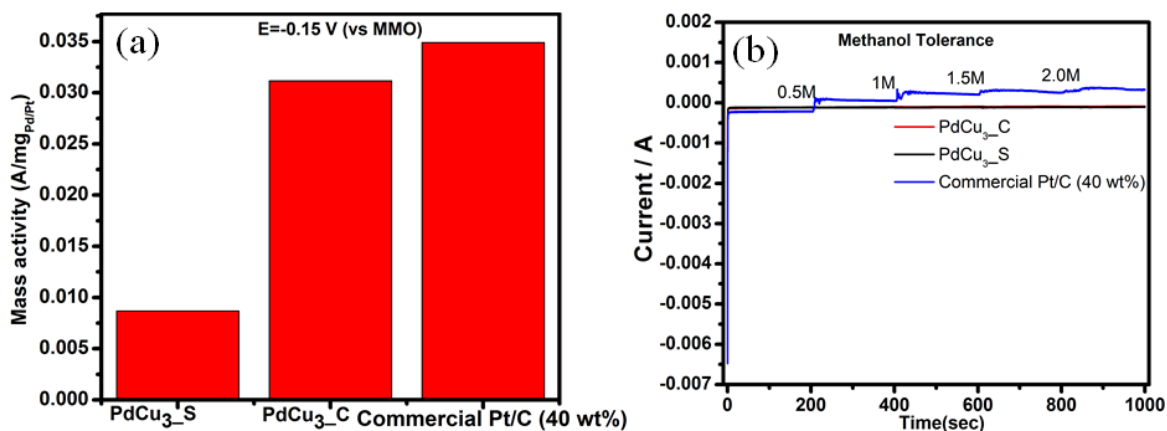 (a)
E=-0.15 V (vs MMO)
Mass activity (A/mgPd/Pt)
0.035
0.030
0.025
0.020
0.015
0.010
0.005
0.000
PdCu3_S
PdCu3_C
Commercial Pt/C (40 wt%)
(b)
Methanol Tolerance
Current / A
0.002
0.001
0.000
-0.001
-0.002
-0.003
-0.004
-0.005
-0.006
-0.007
0.5M
1M
1.5M
2.0M
PdCu3_C
PdCu3_S
Commercial Pt/C (40 wt%)
0
200
400
600
800
1000
Time(sec)